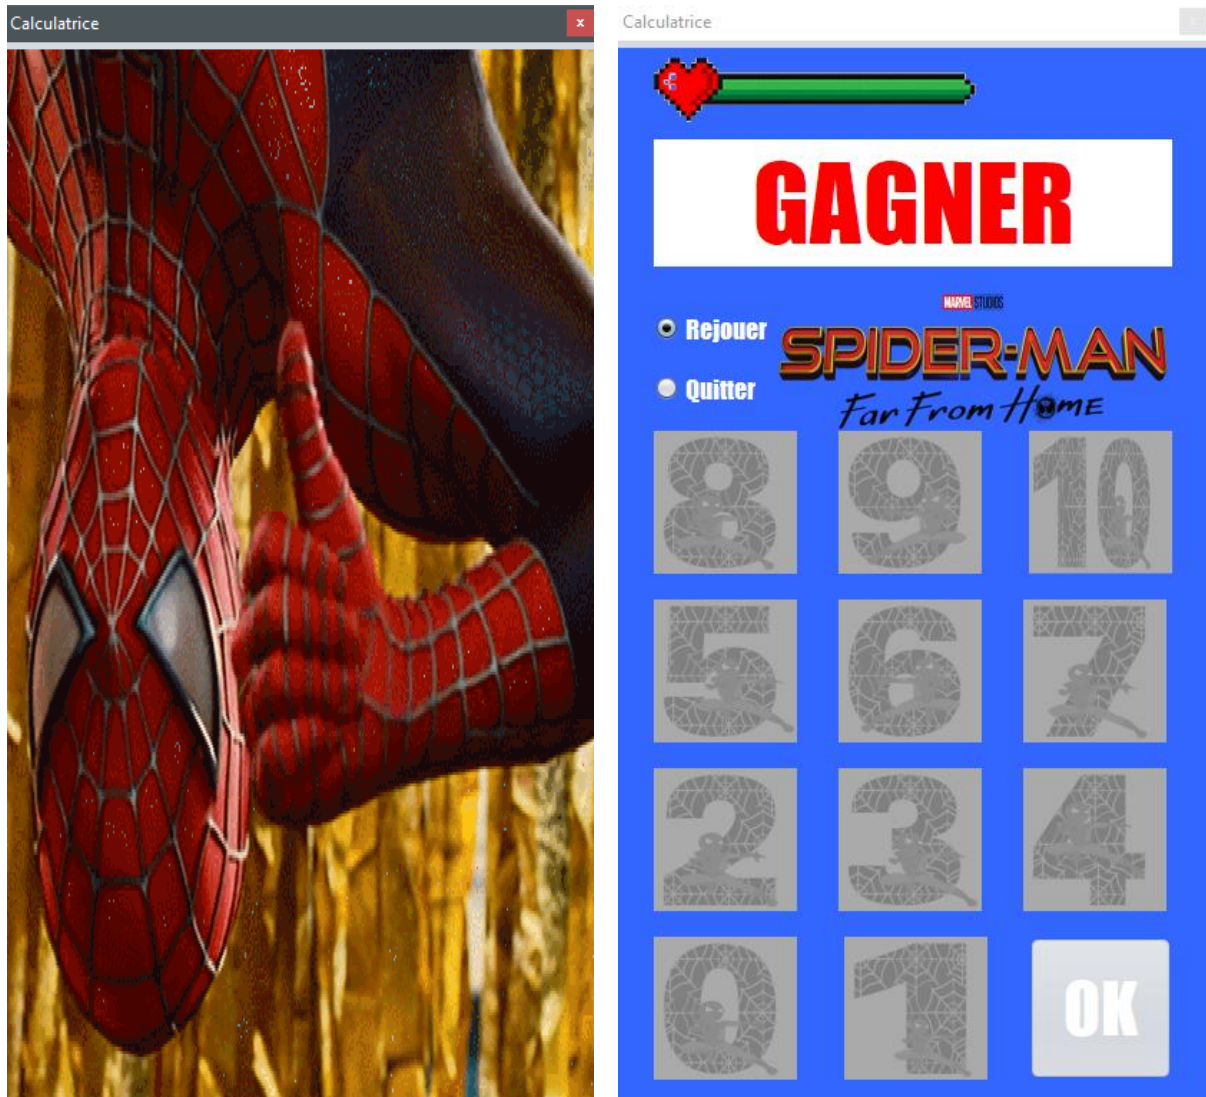 Calculatrice
x
Calculatrice
GAGNER
MARVEL STUDIOS
Rejouer
SPIDER-MAN
Quitter
Far From Home
8 9 10
5 6 7
2 3 4
0 1 OK